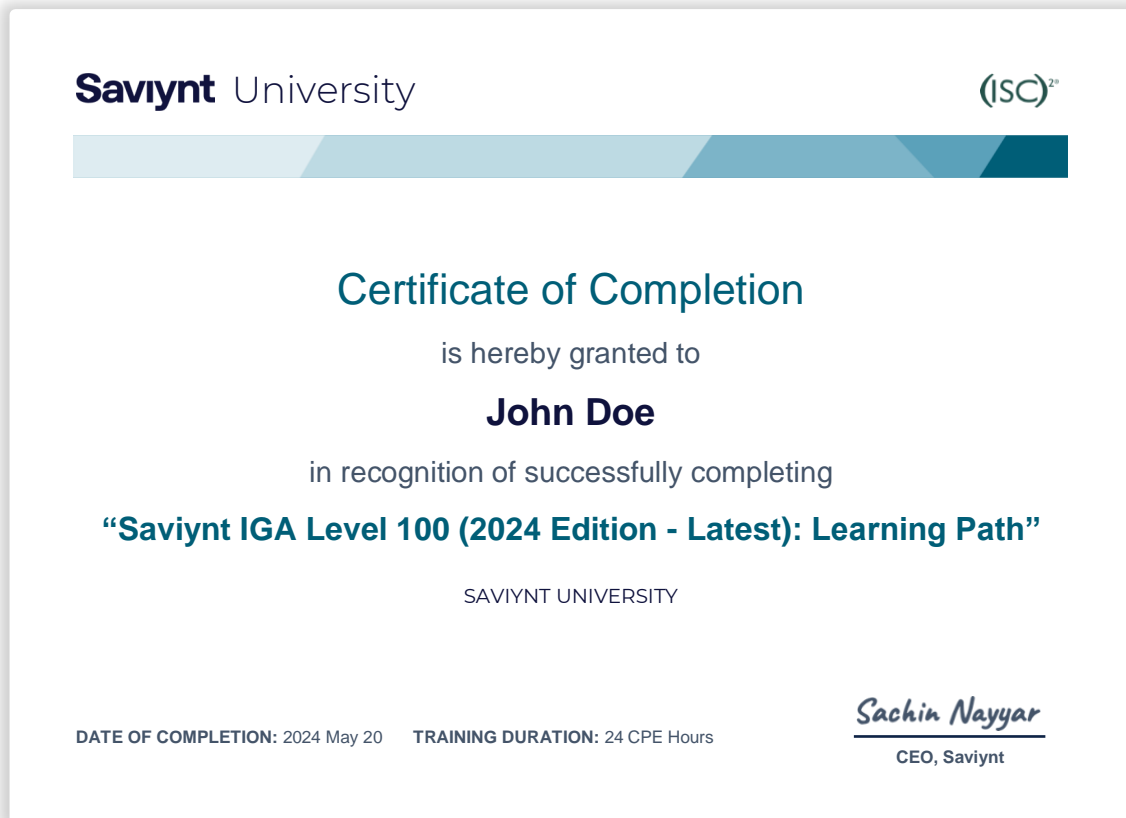 Saviynt University
(ISC)²®
Certificate of Completion
is hereby granted to
John Doe
in recognition of successfully completing
“Saviynt IGA Level 100 (2024 Edition - Latest): Learning Path”
SAVIYNT UNIVERSITY
Sachin Nayyar
DATE OF COMPLETION: 2024 May 20 TRAINING DURATION: 24 CPE Hours
CEO, Saviynt